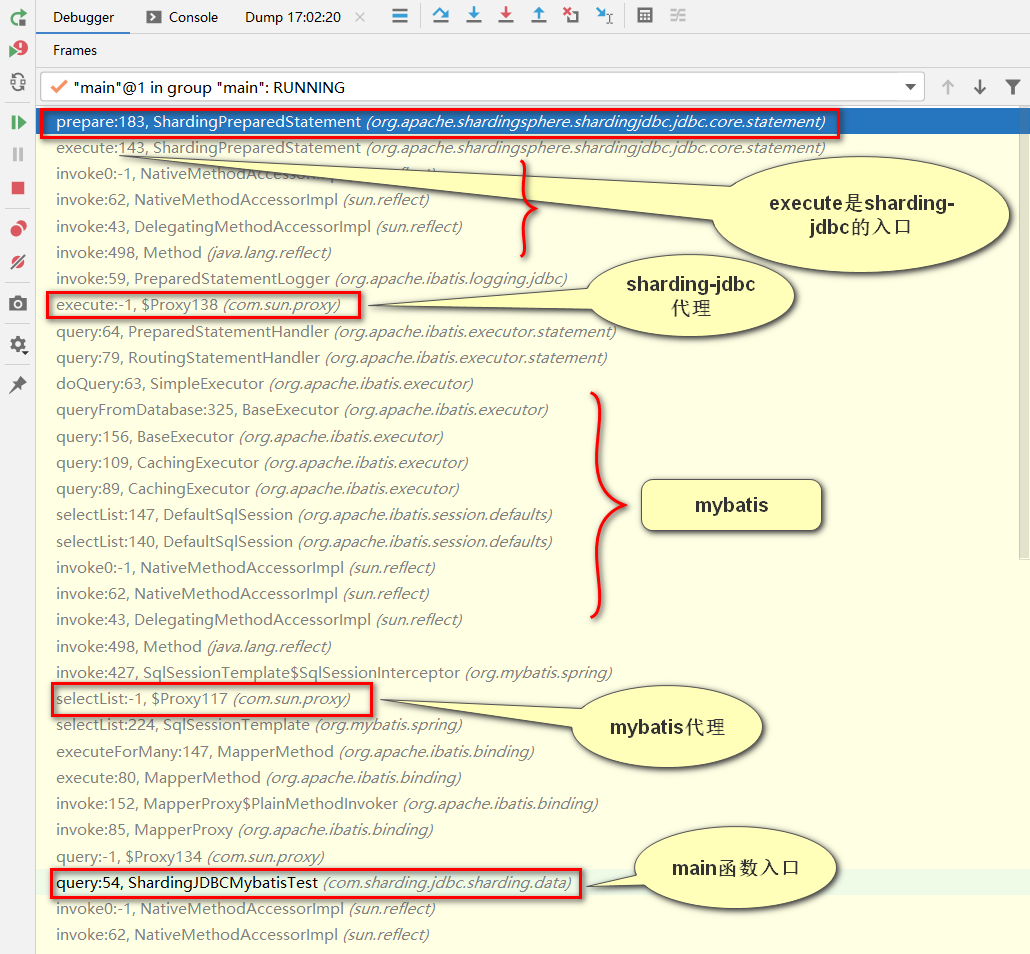 Debugger
Console
Dump 17:02:20
Frames
"main"@1 in group "main": RUNNING
prepare:183, ShardingPreparedStatement (org.apache.shardingsphere.shardingjdbc.jdbc.core.statement)
execute:143, ShardingPreparedStatement (org.apache.shardingsphere.shardingjdbc.jdbc.core.statement)
invoke0:-1, NativeMethodAccessorImpl (sun.reflect)
invoke:62, NativeMethodAccessorImpl (sun.reflect)
execute是sharding-
jdbc的入口
invoke:43, DelegatingMethodAccessorImpl (sun.reflect)
invoke:498, Method (java.lang.reflect)
invoke:59, PreparedStatementLogger (org.apache.ibatis.logging.jdbc)
sharding-jdbc
代理
execute:-1, $Proxy138 (com.sun.proxy)
query:64, PreparedStatementHandler (org.apache.ibatis.executor.statement)
query:79, RoutingStatementHandler (org.apache.ibatis.executor.statement)
doQuery:63, SimpleExecutor (org.apache.ibatis.executor)
queryFromDatabase:325, BaseExecutor (org.apache.ibatis.executor)
query:156, BaseExecutor (org.apache.ibatis.executor)
query:109, CachingExecutor (org.apache.ibatis.executor)
query:89, CachingExecutor (org.apache.ibatis.executor)
selectList:147, DefaultSqlSession (org.apache.ibatis.session.defaults)
mybatis
selectList:140, DefaultSqlSession (org.apache.ibatis.session.defaults)
invoke0:-1, NativeMethodAccessorImpl (sun.reflect)
invoke:62, NativeMethodAccessorImpl (sun.reflect)
invoke:43, DelegatingMethodAccessorImpl (sun.reflect)
invoke:498, Method (java.lang.reflect)
invoke:427, SqlSessionTemplate$SqlSessionInterceptor (org.mybatis.spring)
selectList:-1, $Proxy117 (com.sun.proxy)
selectList:224, SqlSessionTemplate (org.mybatis.spring)
mybatis代理
executeForMany:147, MapperMethod (org.apache.ibatis.binding)
execute:80, MapperMethod (org.apache.ibatis.binding)
invoke:152, MapperProxy$PlainMethodInvoker (org.apache.ibatis.binding)
invoke:85, MapperProxy (org.apache.ibatis.binding)
query:-1, $Proxy134 (com.sun.proxy)
main函数入口
query:54, ShardingJDBCMybatisTest (com.sharding.jdbc.sharding.data)
invoke0:-1, NativeMethodAccessorImpl (sun.reflect)
invoke:62, NativeMethodAccessorImpl (sun.reflect)